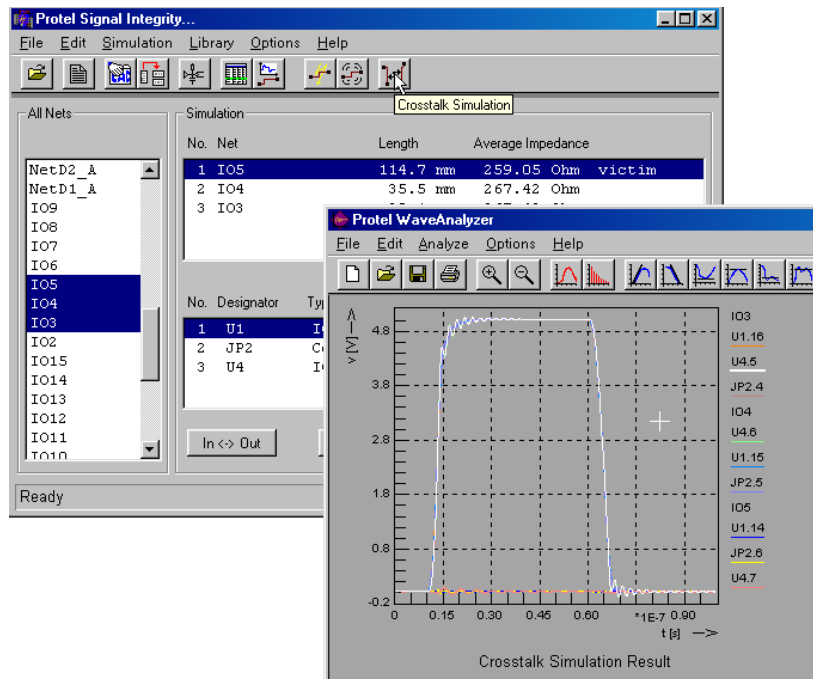 Protel Signal Integrity...
File Edit Simulation Library Options Help
Crosstalk Simulation
All Nets
Simulation
No. Net Length Average Impedance
NetD2_A
NetD1_A
IO9
IO8
IO7
IO6
IO5
IO4
IO3
IO2
IO15
IO14
IO13
IO12
IO11
IO10
1 IO5 114.7 mm 259.05 Ohm victim
2 IO4 35.5 mm 267.42 Ohm
3 IO3
No. Designator
1 U1
2 JP2
3 U4
In <-> Out
Ready
Protel WaveAnalyzer
File Edit Analyze Options Help
v [V] -->
4.8
3.8
2.8
1.8
0.8
-0.2
0 0.15 0.30 0.45 0.60 *1E-7 0.90
t [s] -->
IO3
U1.16
U4.5
JP2.4
IO4
U4.6
U1.15
JP2.5
IO5
U1.14
JP2.6
U4.7
Crosstalk Simulation Result